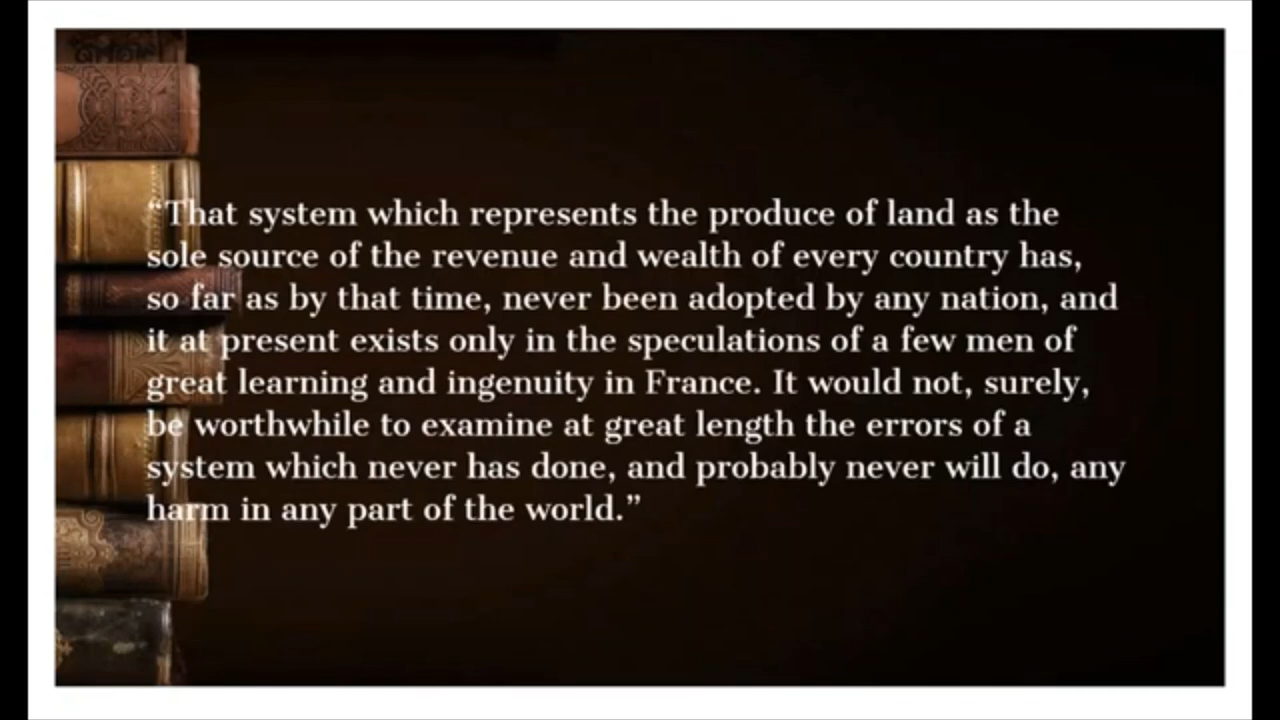 “That system which represents the produce of land as the
sole source of the revenue and wealth of every country has,
so far as by that time, never been adopted by any nation, and
it at present exists only in the speculations of a few men of
great learning and ingenuity in France. It would not, surely,
be worthwhile to examine at great length the errors of a
system which never has done, and probably never will do, any
harm in any part of the world.”